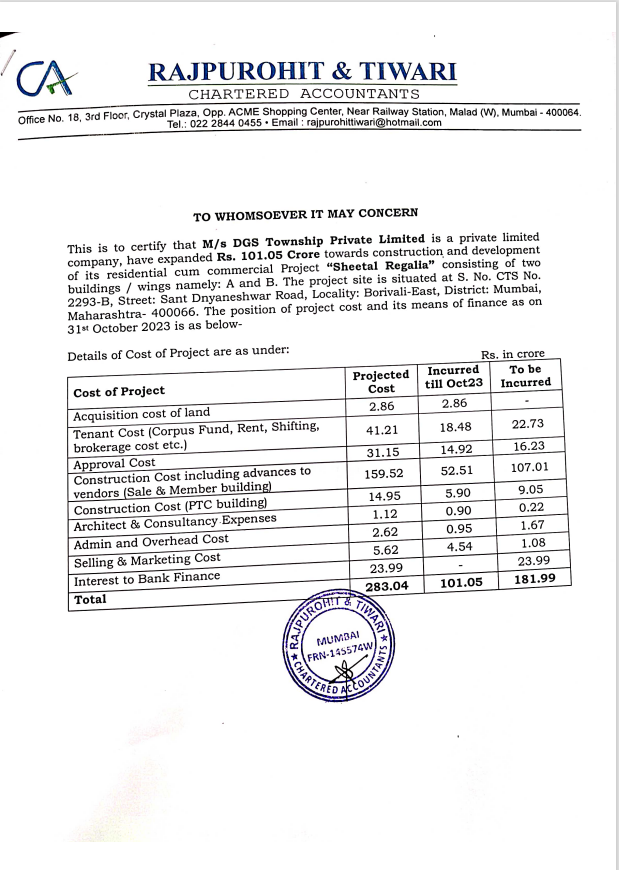 CA
RAJPUROHIT & TIWARI
CHARTERED ACCOUNTANTS
Office No. 18, 3rd Floor, Crystal Plaza, Opp. ACME Shopping Center, Near Railway Station, Malad (W), Mumbai - 400064.
Tel.: 022 2844 0455 • Email : rajpurohittiwari@hotmail.com
TO WHOMSOEVER IT MAY CONCERN
This is to certify that M/s DGS Township Private Limited is a private limited
company, have expanded Rs. 101.05 Crore towards construction and development
of its residential cum commercial Project “Sheetal Regalia” consisting of two
buildings / wings namely: A and B. The project site is situated at S. No. CTS No.
2293-B, Street: Sant Dnyaneshwar Road, Locality: Borivali-East, District: Mumbai,
Maharashtra- 400066. The position of project cost and its means of finance as on
31st October 2023 is as below-
Details of Cost of Project are as under:
Rs. in crore
Cost of Project Projected Cost Incurred till Oct23 To be Incurred
Acquisition cost of land 2.86 2.86 -
Tenant Cost (Corpus Fund, Rent, Shifting,
brokerage cost etc.) 41.21 18.48 22.73
Approval Cost 31.15 14.92 16.23
Construction Cost including advances to
vendors (Sale & Member building) 159.52 52.51 107.01
Construction Cost (PTC building) 14.95 5.90 9.05
Architect & Consultancy Expenses 1.12 0.90 0.22
Admin and Overhead Cost 2.62 0.95 1.67
Selling & Marketing Cost 5.62 4.54 1.08
Interest to Bank Finance 23.99 - 23.99
Total 283.04 101.05 181.99
RAJPUROHIT & TIWARI
MUMBAI
FRN-145574W
★ CHARTERED ACCOUNTANTS ★